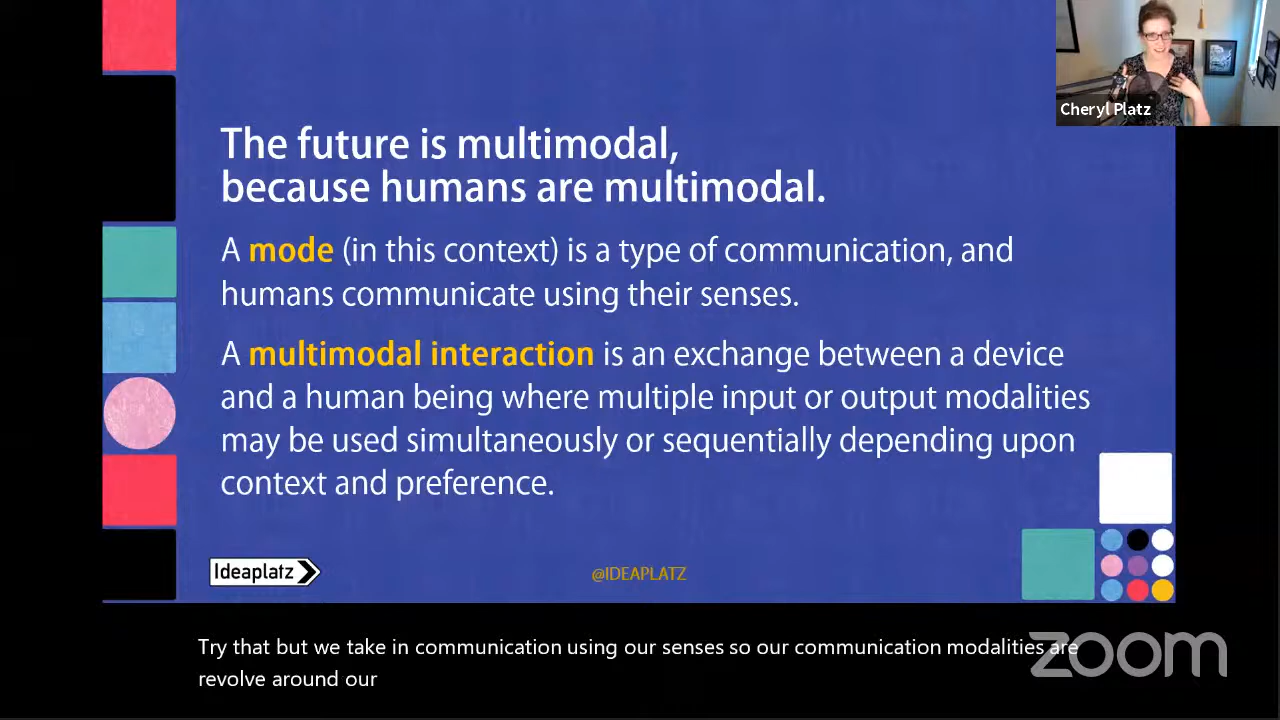 Cheryl Platz
The future is multimodal,
because humans are multimodal.
A mode (in this context) is a type of communication, and
humans communicate using their senses.
A multimodal interaction is an exchange between a device
and a human being where multiple input or output modalities
may be used simultaneously or sequentially depending upon
context and preference.
Ideaplatz
@IDEAPLATZ
Try that but we take in communication using our senses so our communication modalities are
revolve around our
zoom